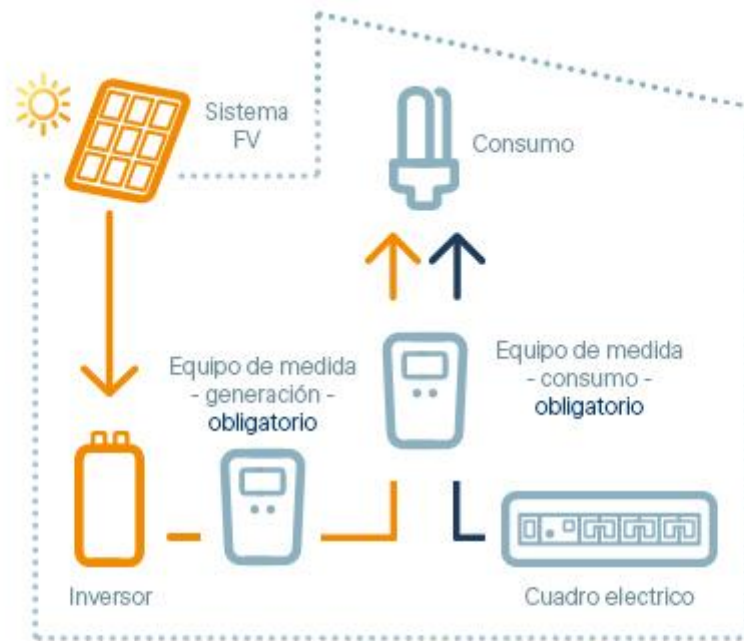 Sistema
FV
Consumo
Equipo de medida
- generación -
obligatorio
Equipo de medida
- consumo -
obligatorio
Inversor
Cuadro electrico